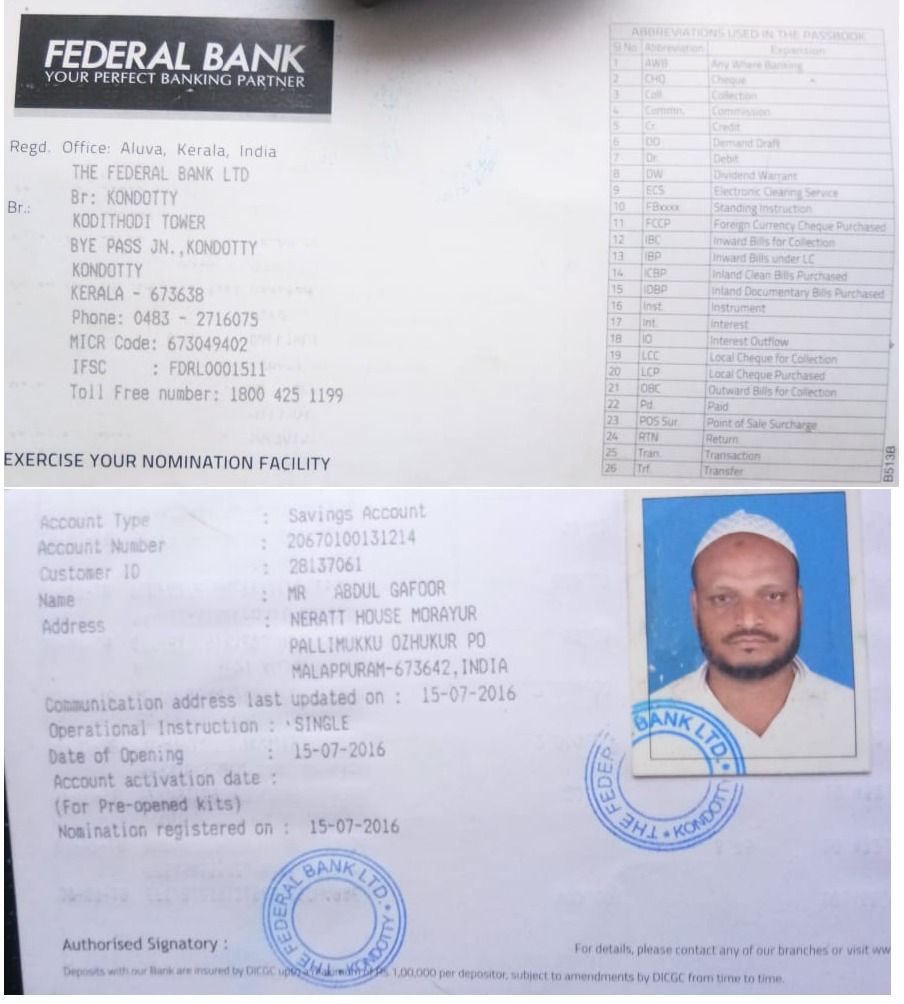 FEDERAL BANK
YOUR PERFECT BANKING PARTNER
Regd. Office: Aluva, Kerala, India
THE FEDERAL BANK LTD
Br.: Br: KONDOTTY
KODITHODI TOWER
BYE PASS JN.,KONDOTTY
KONDOTTY
KERALA - 673638
Phone: 0483 - 2716075
MICR Code: 673049402
IFSC : FDRL0001511
Toll Free number: 1800 425 1199
EXERCISE YOUR NOMINATION FACILITY
ABBREVIATIONS USED IN THE PASSBOOK
Sl No Abbreviation Expansion
1 AWB Any Where Banking
2 CHQ Cheque
3 Coll. Collection
4 Commn. Commission
5 Cr. Credit
6 DD Demand Draft
7 Dr. Debit
8 DW Dividend Warrant
9 ECS Electronic Clearing Service
10 FBxxxx Standing Instruction
11 FCCP Foreign Currency Cheque Purchased
12 IBC Inward Bills for Collection
13 IBP Inward Bills under LC
14 ICBP Inland Clean Bills Purchased
15 IDBP Inland Documentary Bills Purchased
16 Inst. Instrument
17 Int. Interest
18 IO Interest Outflow
19 LCC Local Cheque for Collection
20 LCP Local Cheque Purchased
21 OBC Outward Bills for Collection
22 Pd. Paid
23 POS Sur. Point of Sale Surcharge
24 RTN Return
25 Tran. Transaction
26 Trf. Transfer
B513B
Account Type : Savings Account
Account Number : 20670100131214
Customer ID : 28137061
Name : MR ABDUL GAFOOR
Address : NERATT HOUSE MORAYUR
PALLIMUKKU OZHUKUR PO
MALAPPURAM-673642,INDIA
Communication address last updated on : 15-07-2016
Operational Instruction : SINGLE
Date of Opening : 15-07-2016
Account activation date :
(For Pre-opened kits)
Nomination registered on : 15-07-2016
THE FEDERAL BANK LTD. • KONDOTTY •
THE FEDERAL BANK LTD. • KONDOTTY •
Authorised Signatory :
For details, please contact any of our branches or visit ww
Deposits with our Bank are insured by DICGC 1,00,000 per depositor, subject to amendments by DICGC from time to time.